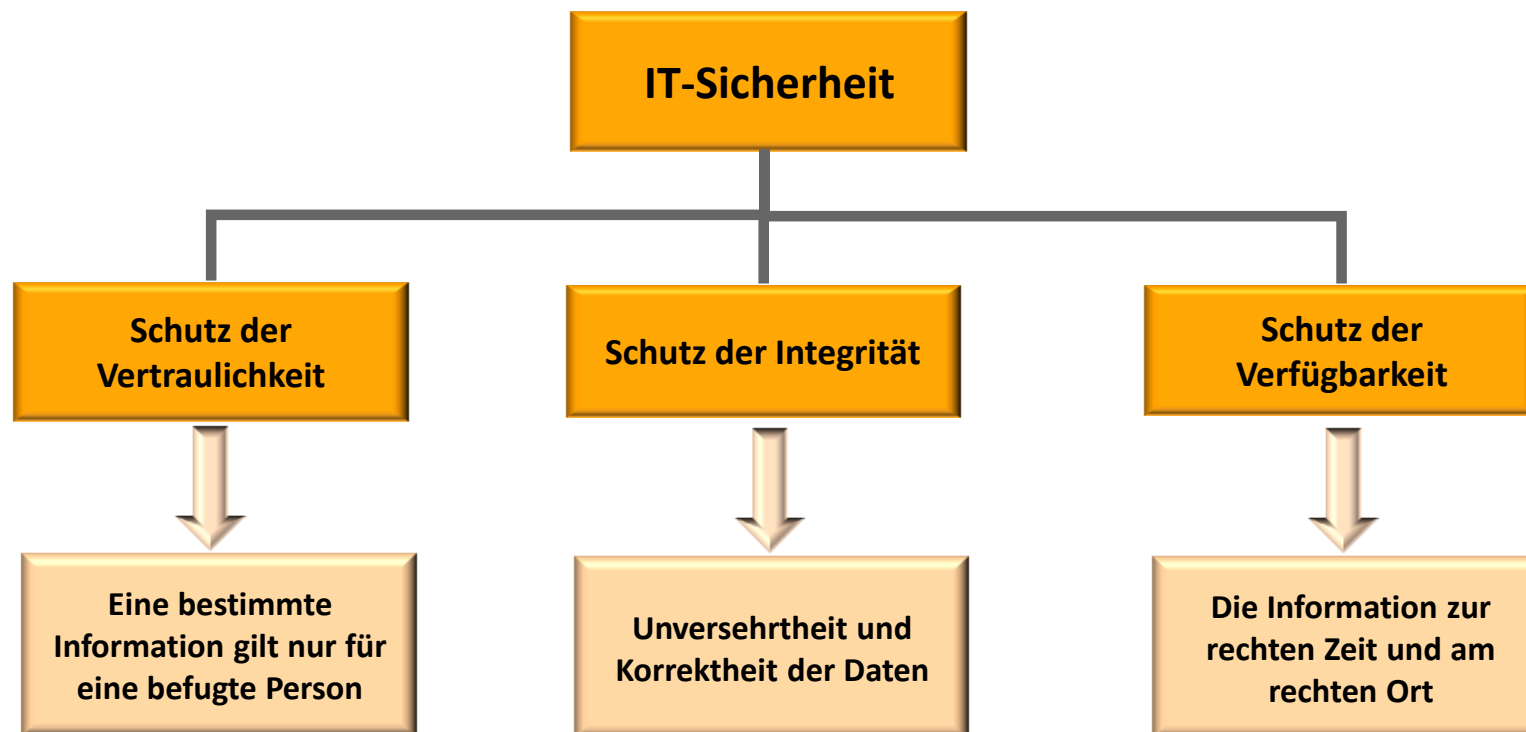 IT-Sicherheit
Schutz der
Vertraulichkeit
Schutz der Integrität
Schutz der
Verfügbarkeit
Eine bestimmte
Information gilt nur für
eine befugte Person
Unversehrtheit und
Korrektheit der Daten
Die Information zur
rechten Zeit und am
rechten Ort